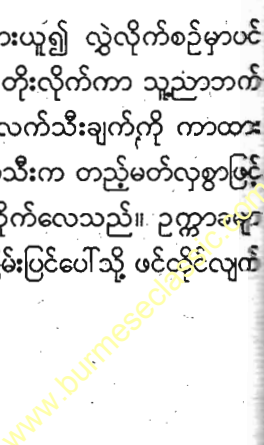 ားယူ၍ လွှဲလိုက်စဉ်မှာပင်
တိုးလိုက်ကာ သူ့ညာဘက်
လက်သီးချက်ကို ကာထား
သီးက တည့်မတ်လှစွာဖြင့်
ိုက်လေသည်။ ဥက္ကာခမျာ
မ်းပြင်ပေါ်သို့ ဖင်ထိုင်လျက်
www.burmeseclassic.com